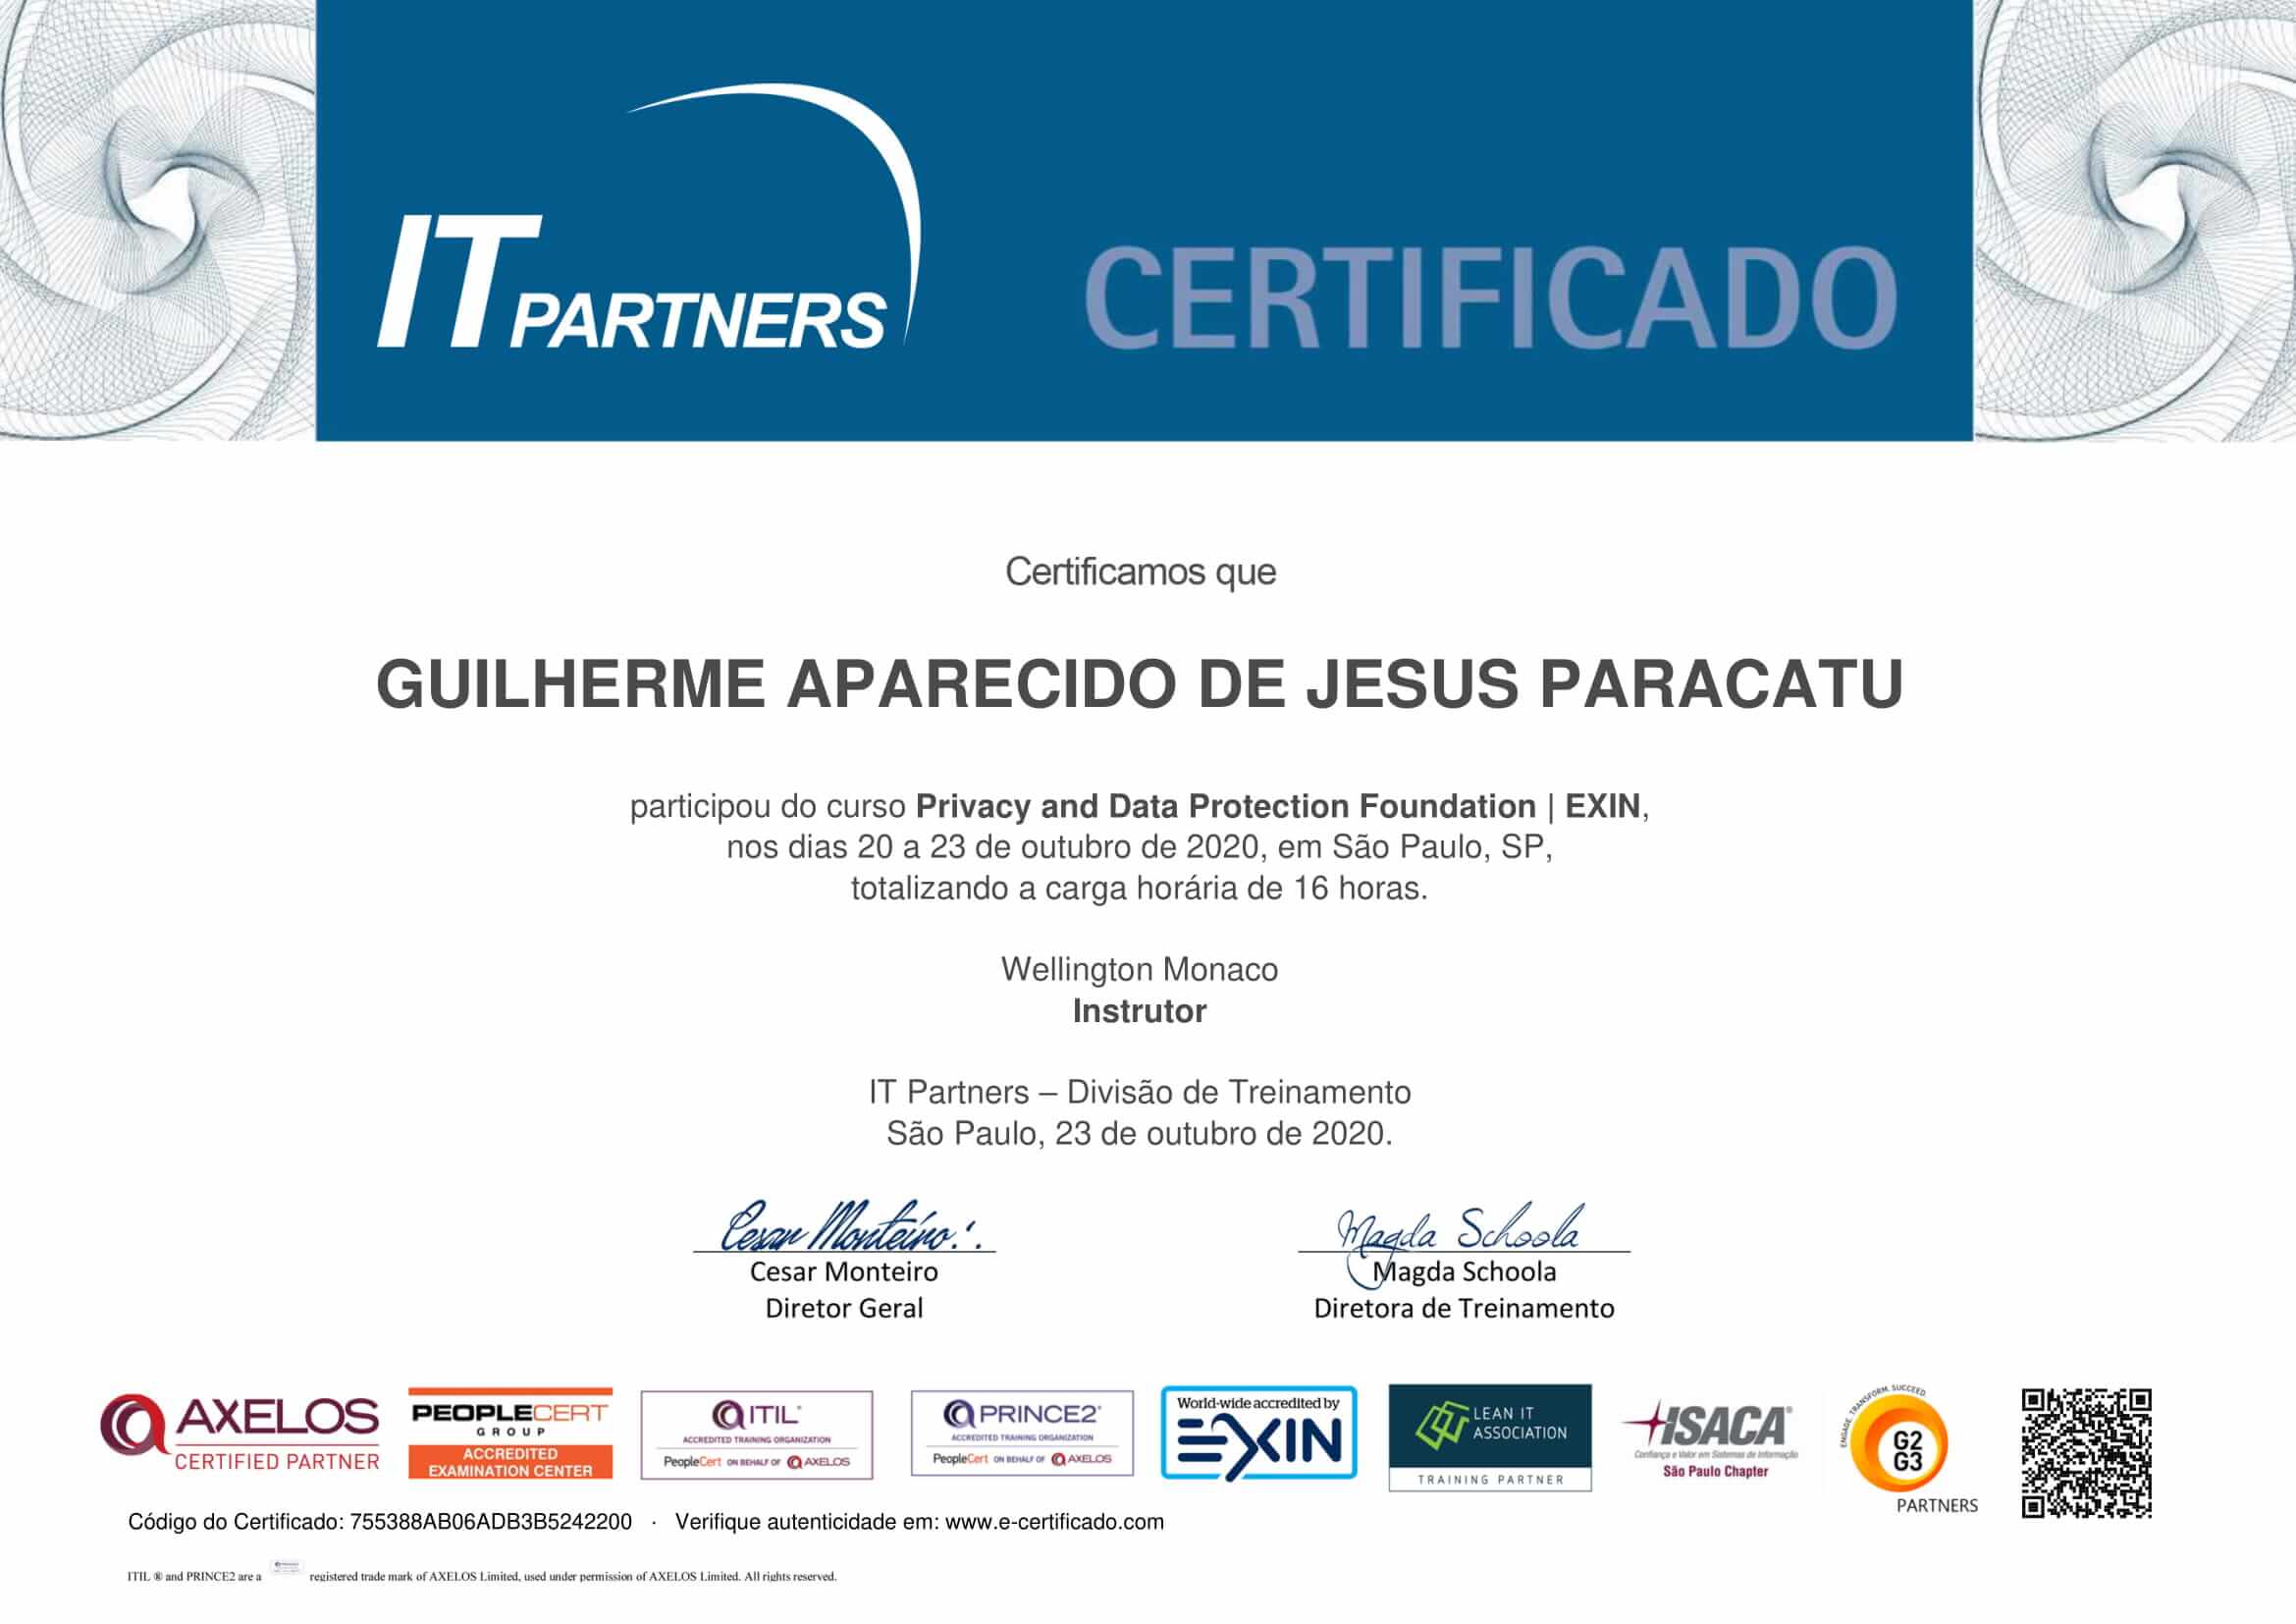 IT PARTNERS
CERTIFICADO
Certificamos que
GUILHERME APARECIDO DE JESUS PARACATU
participou do curso Privacy and Data Protection Foundation | EXIN,
nos dias 20 a 23 de outubro de 2020, em São Paulo, SP,
totalizando a carga horária de 16 horas.
Wellington Monaco
Instrutor
IT Partners – Divisão de Treinamento
São Paulo, 23 de outubro de 2020.
Cesar Monteiro
Magda Schoola
Cesar Monteiro
Diretor Geral
Magda Schoola
Diretora de Treinamento
AXELOS
CERTIFIED PARTNER
PEOPLECERT
GROUP
ACCREDITED
EXAMINATION CENTER
ITIL®
ACCREDITED TRAINING ORGANIZATION
PeopleCert ON BEHALF OF AXELOS
PRINCE2®
ACCREDITED TRAINING ORGANIZATION
PeopleCert ON BEHALF OF AXELOS
World-wide accredited by
EXIN
LEAN IT
ASSOCIATION
TRAINING PARTNER
ISACA®
Confiança e Valor em Sistemas de Informação
São Paulo Chapter
ENGAGE. TRANSFORM. SUCCEED.
G2
G3
PARTNERS
Código do Certificado: 755388AB06ADB3B5242200 · Verifique autenticidade em: www.e-certificado.com
ITIL ® and PRINCE2 are a registered trade mark of AXELOS Limited, used under permission of AXELOS Limited. All rights reserved.